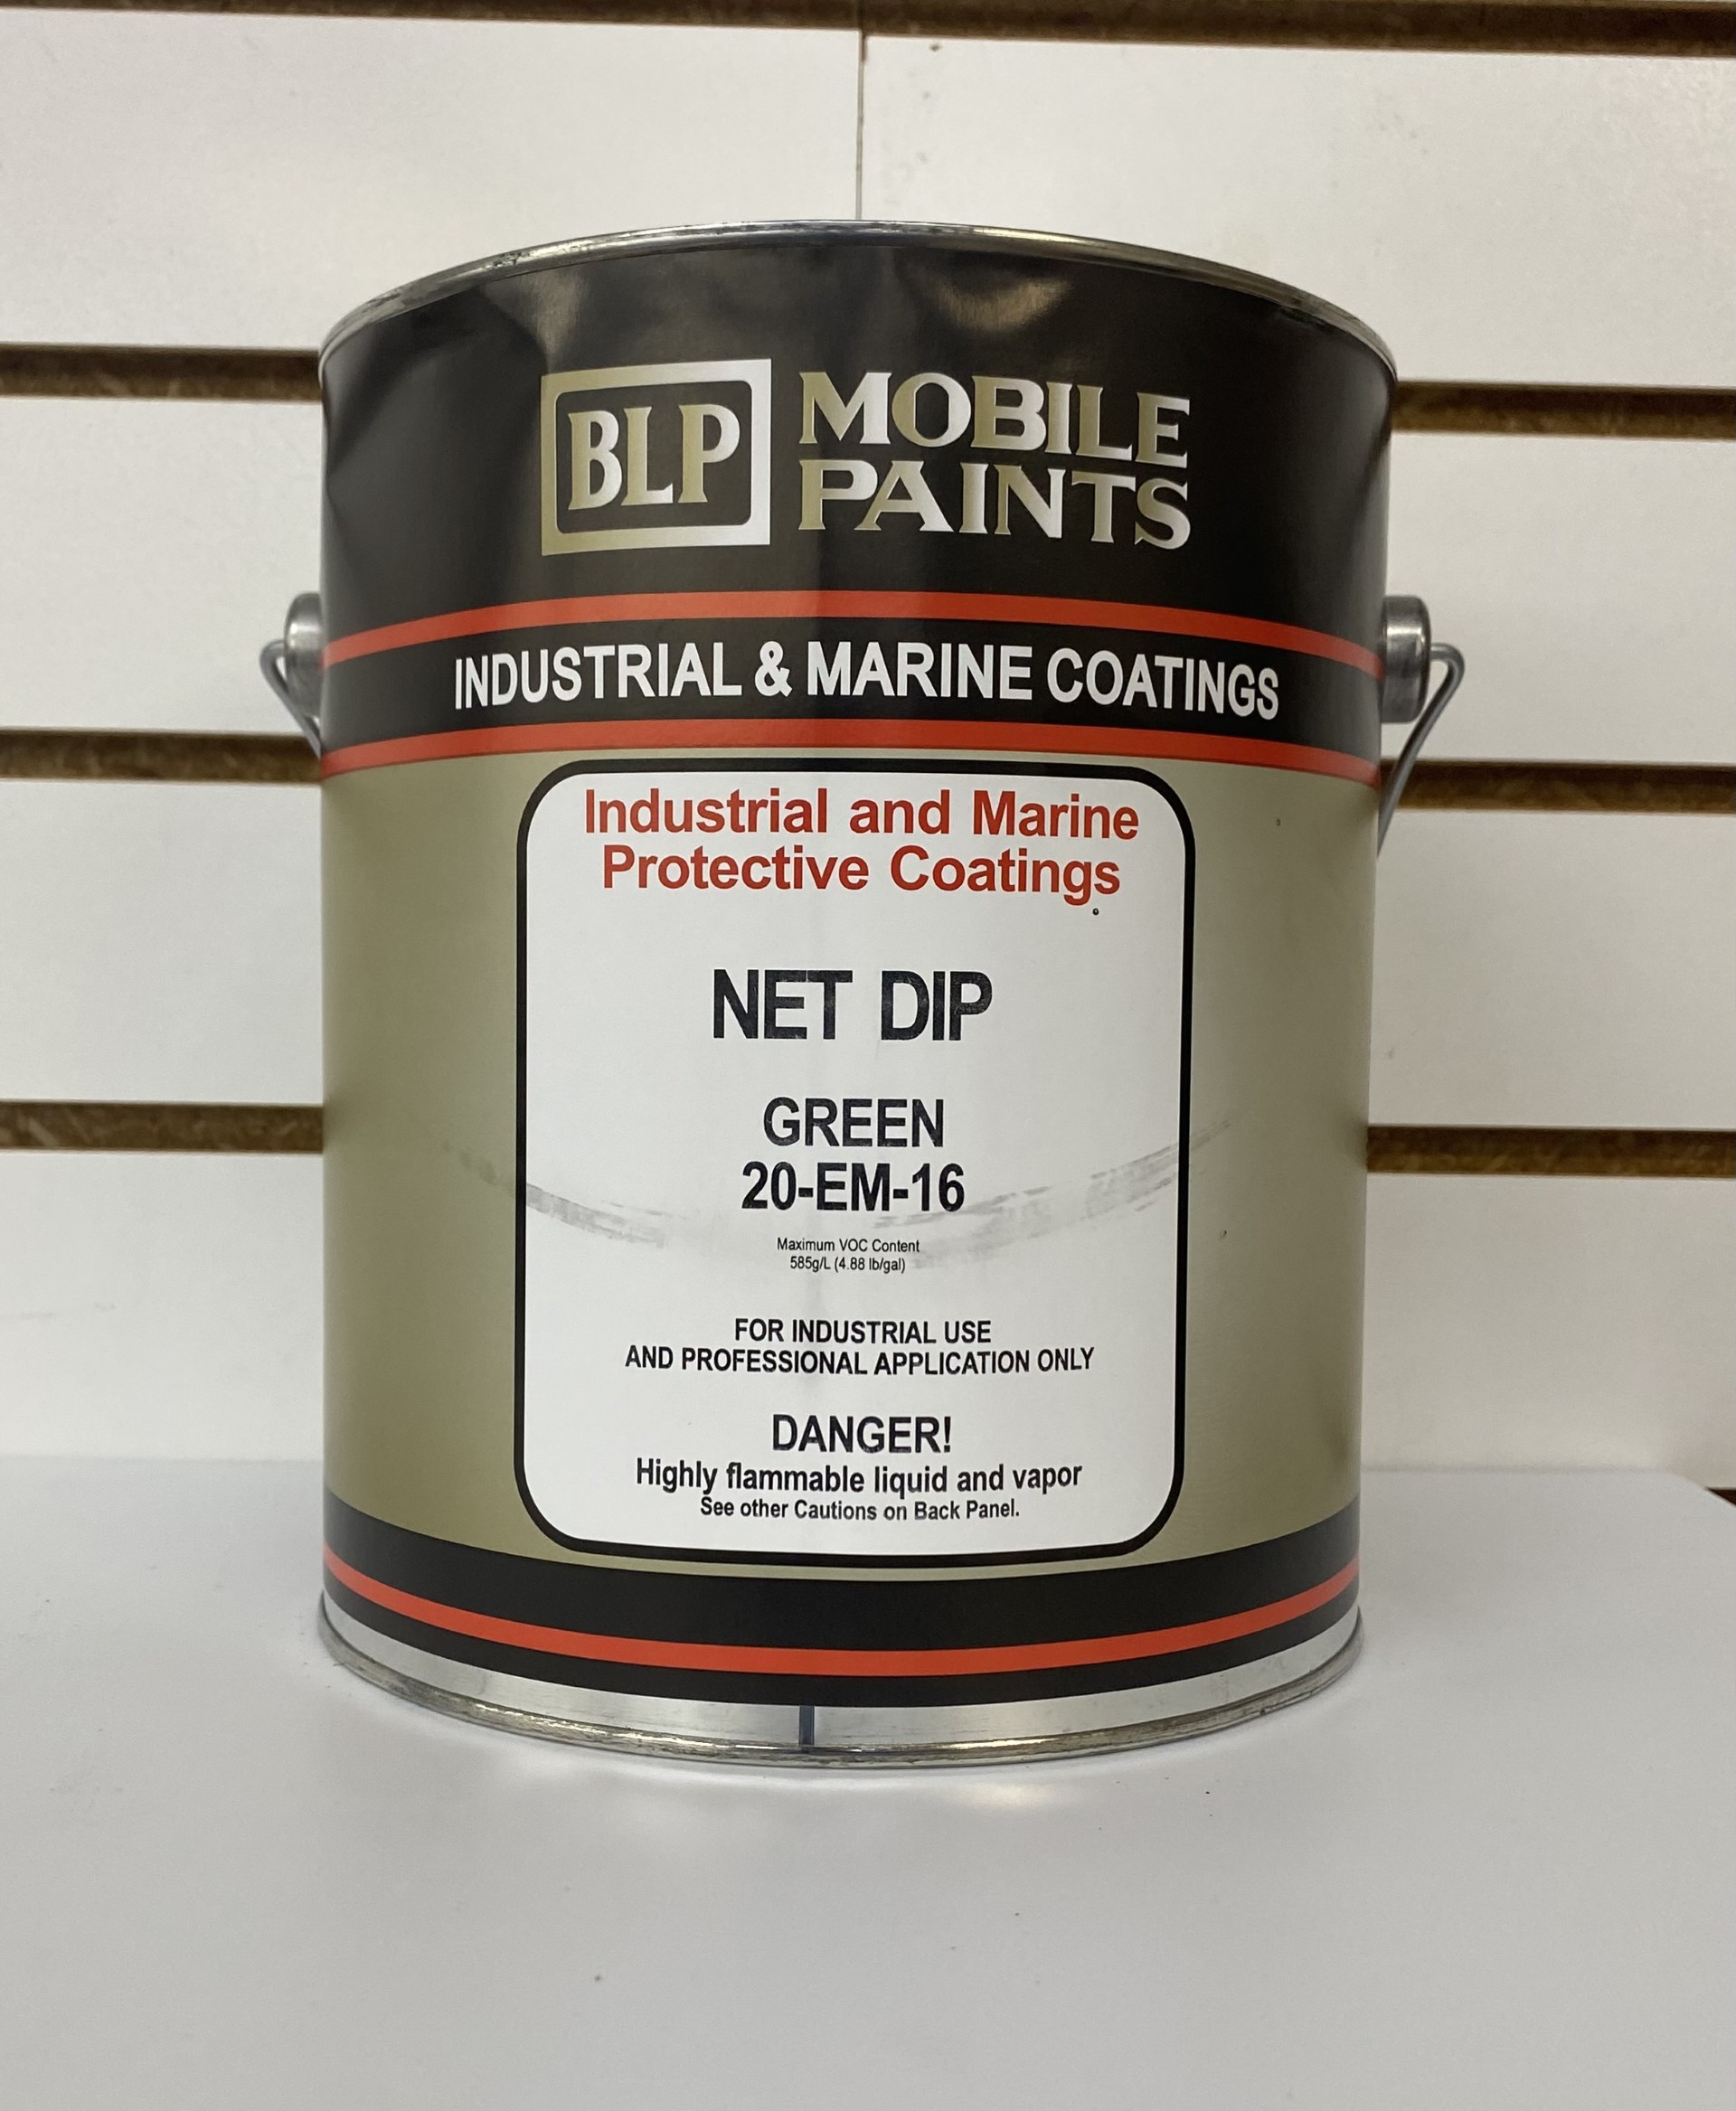 BLP MOBILE
PAINTS
INDUSTRIAL & MARINE COATINGS
Industrial and Marine
Protective Coatings
NET DIP
GREEN
20-EM-16
Maximum VOC Content
585g/L (4.88 lb/gal)
FOR INDUSTRIAL USE
AND PROFESSIONAL APPLICATION ONLY
DANGER!
Highly flammable liquid and vapor
See other Cautions on Back Panel.